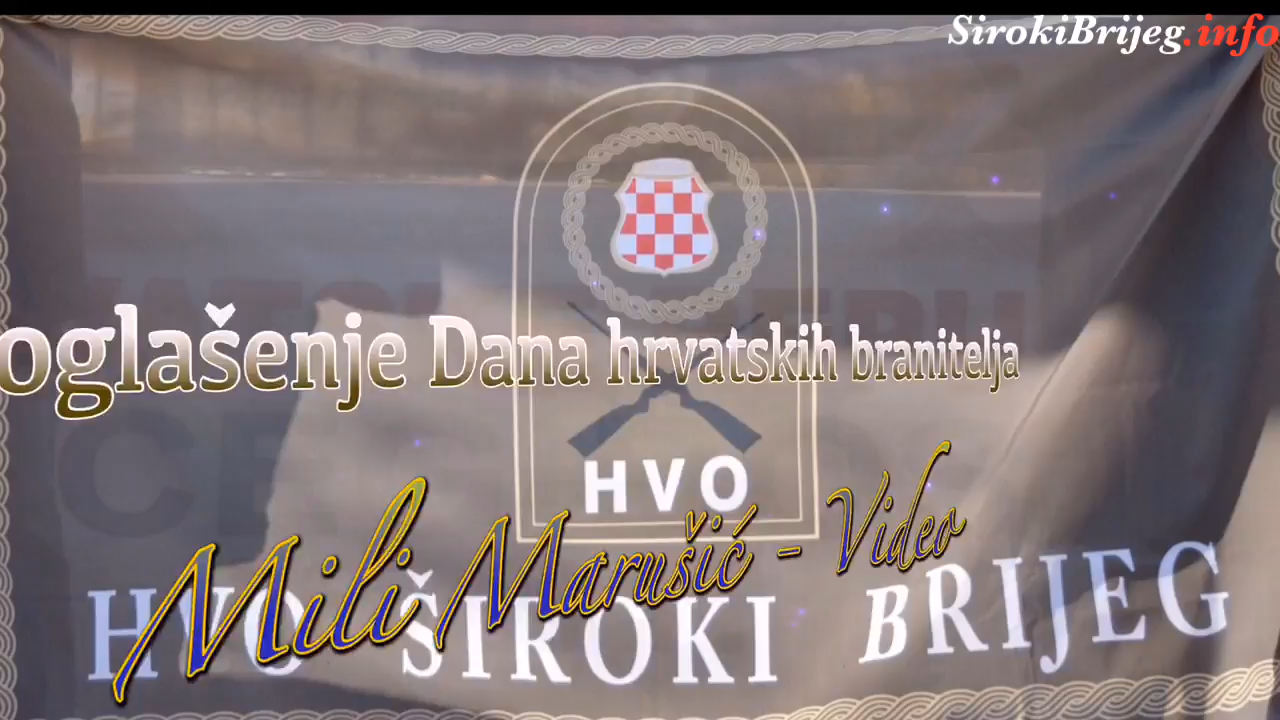 SirokiBrijeg.info
oglašenje Dana hrvatskih branitelja
HVO
Mili Marušić - Video
HVO ŠIROKI BRIJEG